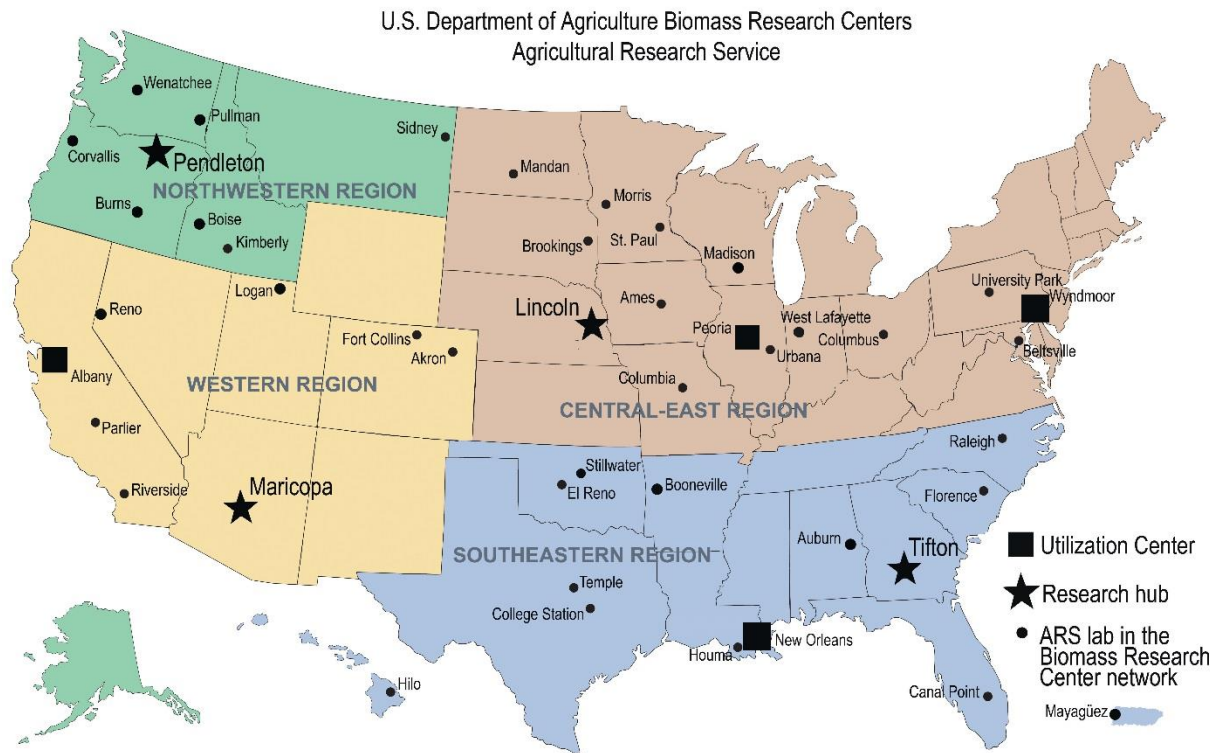 U.S. Department of Agriculture Biomass Research Centers
Agricultural Research Service
Wenatchee
Pullman
Sidney
Corvallis
Pendleton
NORTHWESTERN REGION
Burns
Boise
Kimberly
Mandan
Morris
St. Paul
Brookings
Madison
Logan
Reno
Lincoln
Ames
University Park
Wyndmoor
Peoria
West Lafayette
Columbus
Urbana
Beltsville
Fort Collins
Akron
Albany
WESTERN REGION
Columbia
CENTRAL-EAST REGION
Parlier
Riverside
Maricopa
Stillwater
El Reno
Booneville
Raleigh
Florence
SOUTHEASTERN REGION
Auburn
Tifton
Temple
College Station
New Orleans
Houma
Hilo
Canal Point
Utilization Center
Research hub
ARS lab in the
Biomass Research
Center network
Mayagüez